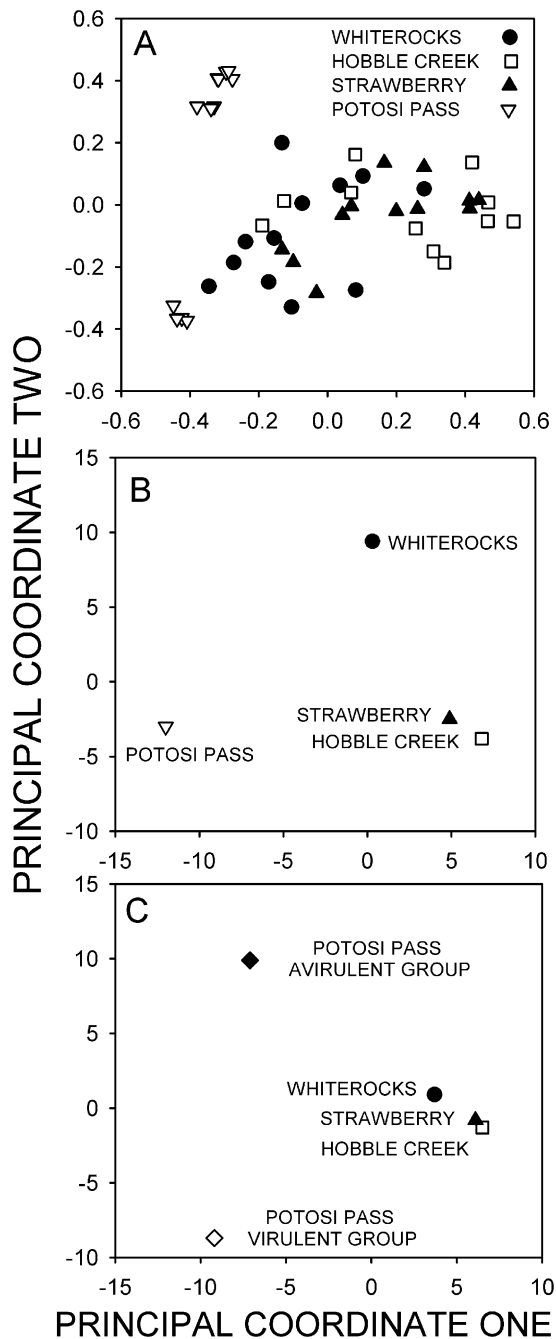 PRINCIPAL COORDINATE TWO
A
WHITEROCKS
HOBBLE CREEK
STRAWBERRY
POTOSI PASS
0.6
0.4
0.2
0.0
-0.2
-0.4
-0.6
-0.6 -0.4 -0.2 0.0 0.2 0.4 0.6
B
15
10
5
0
-5
-10
WHITEROCKS
STRAWBERRY
HOBBLE CREEK
POTOSI PASS
-15 -10 -5 0 5 10
C
15
10
5
0
-5
-10
POTOSI PASS
AVIRULENT GROUP
WHITEROCKS
STRAWBERRY
HOBBLE CREEK
POTOSI PASS
VIRULENT GROUP
-15 -10 -5 0 5 10
PRINCIPAL COORDINATE ONE